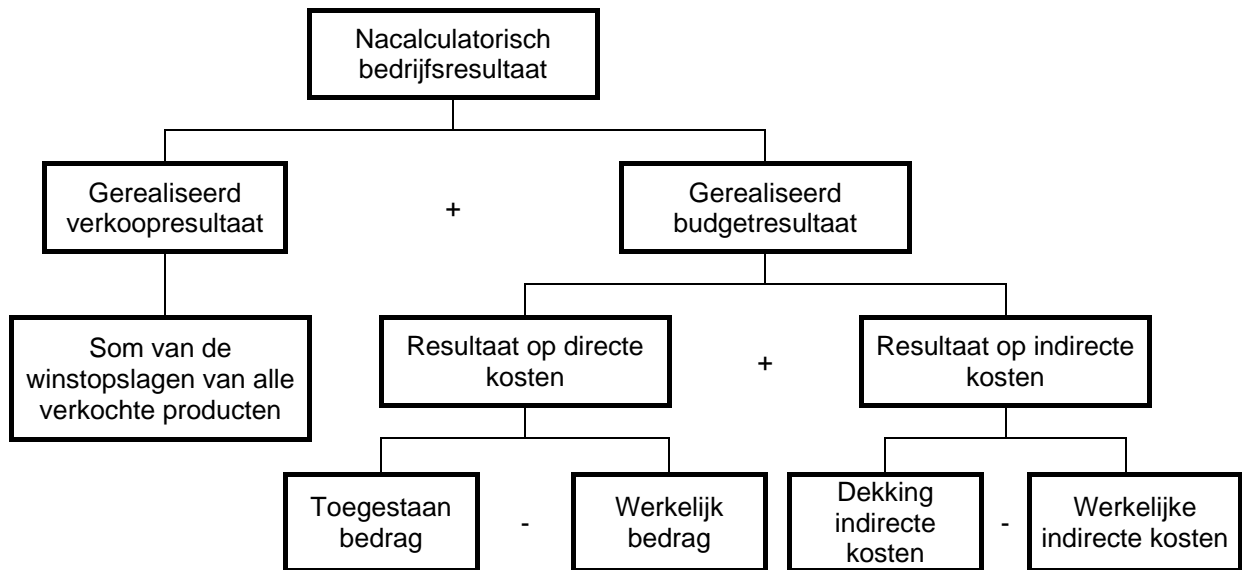 Nacalculatorisch
bedrijfsresultaat
Gerealiseerd
verkoopresultaat
+
Gerealiseerd
budgetresultaat
Som van de
winstopslagen van alle
verkochte producten
Resultaat op directe
kosten
+
Resultaat op indirecte
kosten
Toegestaan
bedrag
-
Werkelijk
bedrag
Dekking
indirecte
kosten
-
Werkelijke
indirecte kosten